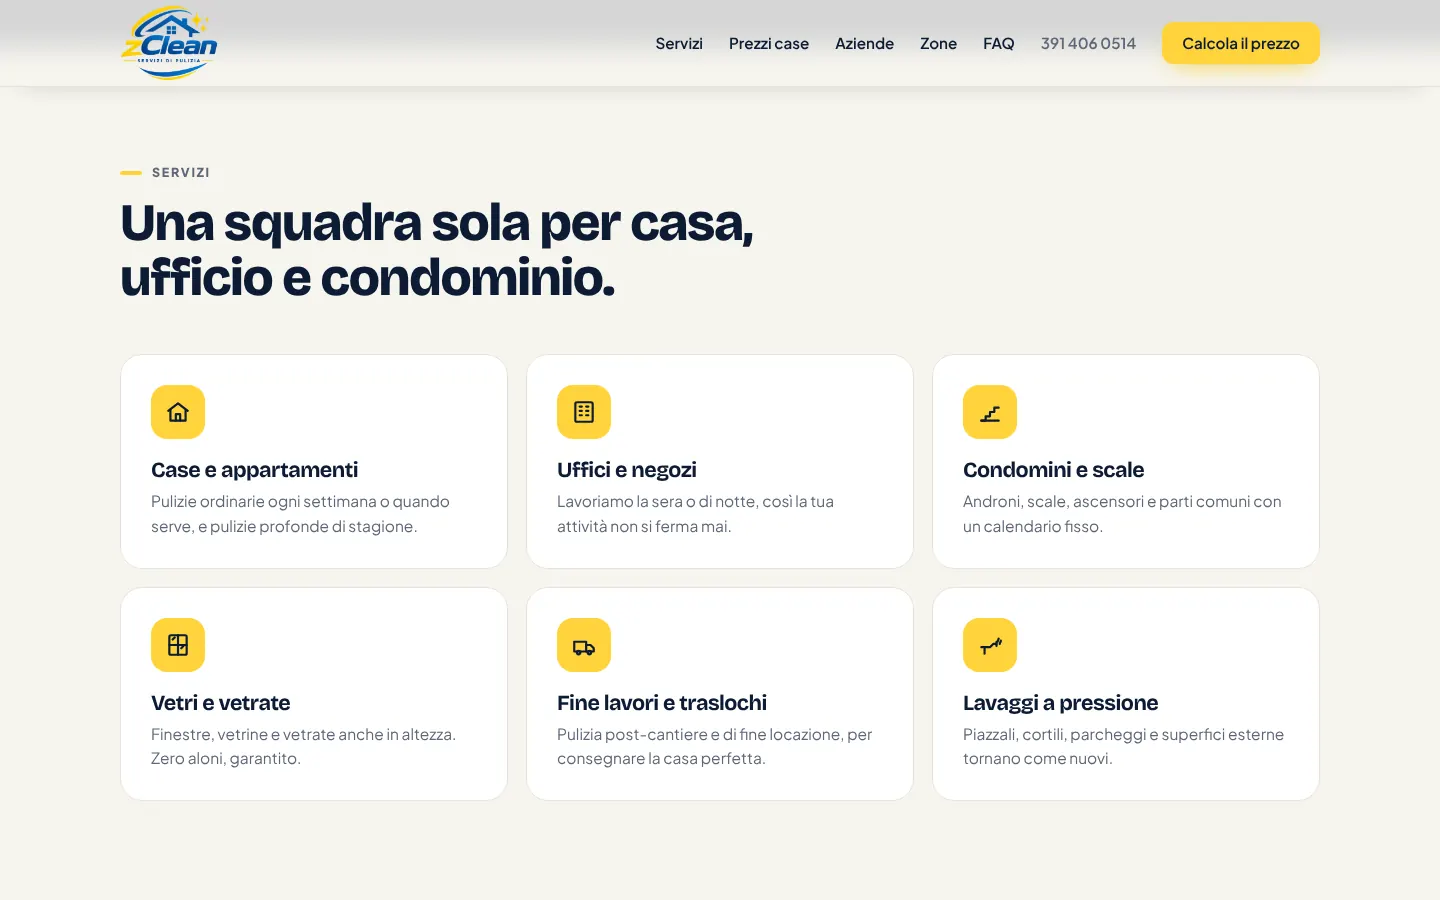 zClean
SERVIZI DI PULIZIA
Servizi
Prezzi case
Aziende
Zone
FAQ
391 406 0514
Calcola il prezzo
SERVIZI
Una squadra sola per casa,
ufficio e condominio.
Case e appartamenti
Pulizie ordinarie ogni settimana o quando
serve, e pulizie profonde di stagione.
Uffici e negozi
Lavoriamo la sera o di notte, così la tua
attività non si ferma mai.
Condomini e scale
Androni, scale, ascensori e parti comuni con
un calendario fisso.
Vetri e vetrate
Finestre, vetrine e vetrate anche in altezza.
Zero aloni, garantito.
Fine lavori e traslochi
Pulizia post-cantiere e di fine locazione, per
consegnare la casa perfetta.
Lavaggi a pressione
Piazzali, cortili, parcheggi e superfici esterne
tornano come nuovi.